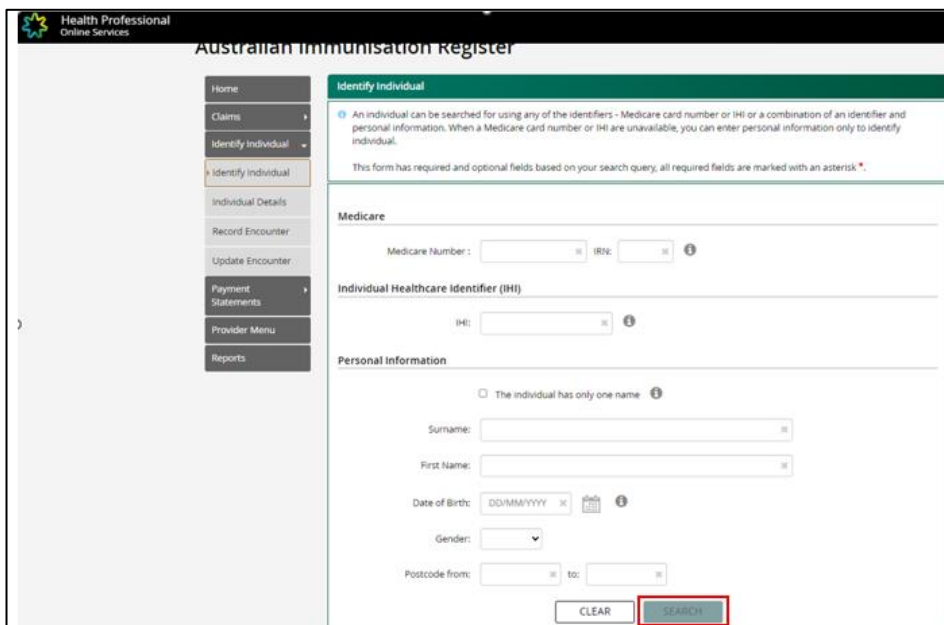 Health Professional
Online Services
Australian Immunisation Register
Home
Claims
Identify Individual
Identify Individual
Individual Details
Record Encounter
Update Encounter
Payment
Statements
Provider Menu
Reports
Identify Individual
An individual can be searched for using any of the identifiers - Medicare card number or IHI or a combination of an identifier and
personal information. When a Medicare card number or IHI are unavailable, you can enter personal information only to identify
individual.
This form has required and optional fields based on your search query, all required fields are marked with an asterisk *.
Medicare
Medicare Number : IRN:
Individual Healthcare Identifier (IHI)
IHI:
Personal Information
The individual has only one name
Surname:
First Name:
Date of Birth: DD/MM/YYYY
Gender:
Postcode from: to:
CLEAR SEARCH